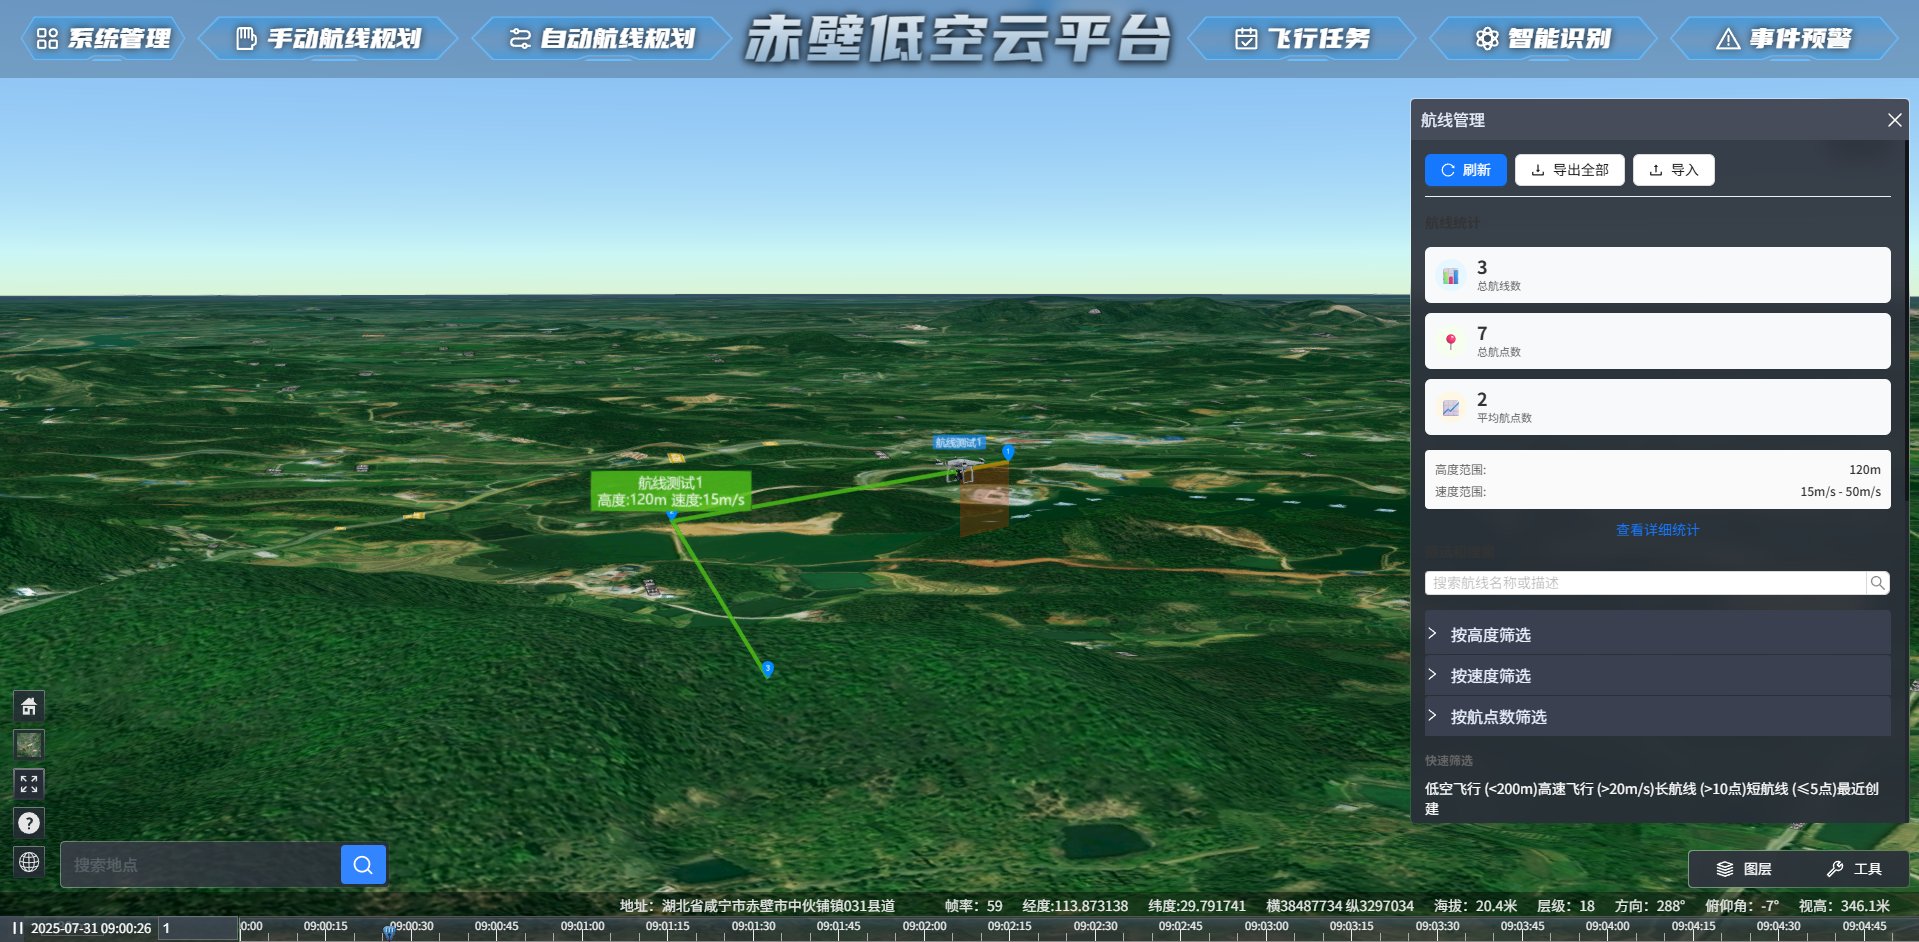 系统管理
手动航线规划
自动航线规划
赤壁低空云平台
飞行任务
智能识别
事件预警
航线管理
刷新
导出全部
导入
航线统计
3
总航线数
7
总航点数
2
平均航点数
高度范围:
120m
速度范围:
15m/s - 50m/s
查看详细统计
搜索航线名称或描述
按高度筛选
按速度筛选
按航点数筛选
快速筛选
低空飞行 (<200m)高速飞行 (>20m/s)长航线 (>10点)短航线 (≤5点)最近创
建
航线测试1
1
航线测试1
高度:120m 速度:15m/s
3
搜索地点
图层
工具
地址：湖北省咸宁市赤壁市中伙铺镇031县道
帧率：59
经度:113.873138
纬度:29.791741
横38487734 纵3297034
海拔：20.4米
层级：18
方向：288°
俯仰角：-7°
视高：346.1米
2025-07-31 09:00:26
1
0:00
09:00:15
09:00:30
09:00:45
09:01:00
09:01:15
09:01:30
09:01:45
09:02:00
09:02:15
09:02:30
09:02:45
09:03:00
09:03:15
09:03:30
09:03:45
09:04:00
09:04:15
09:04:30
09:04:45